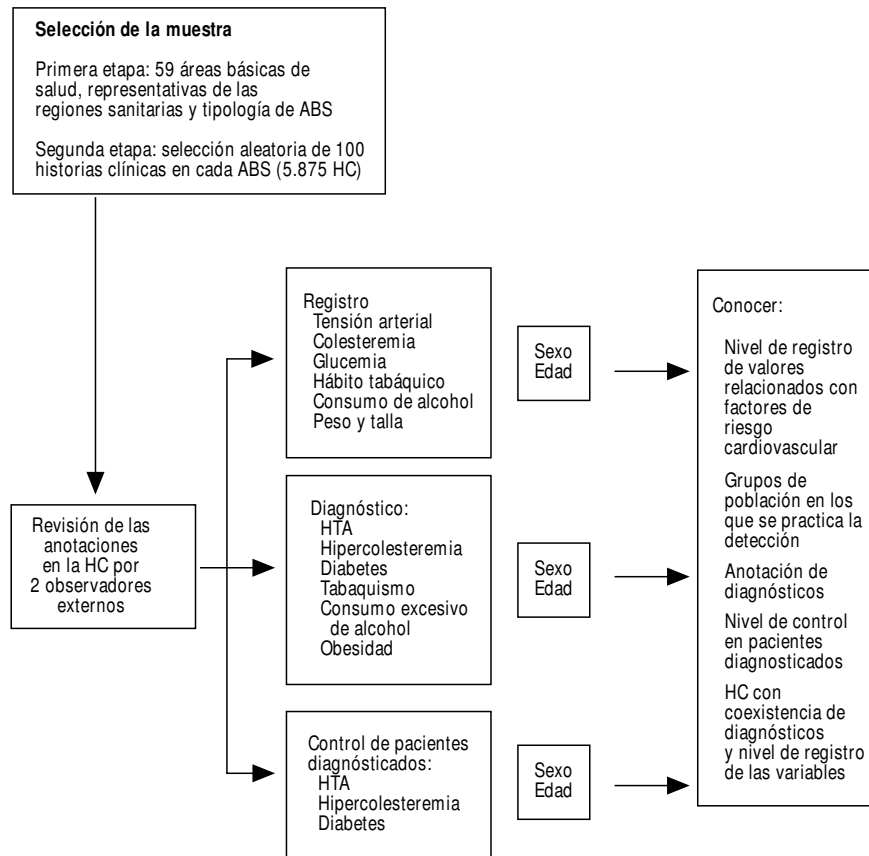 Selección de la muestra
Primera etapa: 59 áreas básicas de
salud, representativas de las
regiones sanitarias y tipología de ABS
Segunda etapa: selección aleatoria de 100
historias clínicas en cada ABS (5.875 HC)
Revisión de las
anotaciones
en la HC por
2 observadores
externos
Registro
Tensión arterial
Colesteremia
Glucemia
Hábito tabáquico
Consumo de alcohol
Peso y talla
Sexo
Edad
Diagnóstico:
HTA
Hipercolesteremia
Diabetes
Tabaquismo
Consumo excesivo
de alcohol
Obesidad
Sexo
Edad
Control de pacientes
diagnósticados:
HTA
Hipercolesteremia
Diabetes
Sexo
Edad
Conocer:
Nivel de registro
de valores
relacionados con
factores de
riesgo
cardiovascular
Grupos de
población en los
que se practica la
detección
Anotación de
diagnósticos
Nivel de control
en pacientes
diagnosticados
HC con
coexistencia de
diagnósticos
y nivel de registro
de las variables